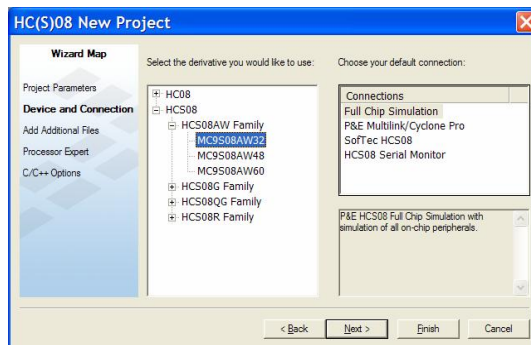 HC(S)08 New Project
Wizard Map
Project Parameters
Device and Connection
Add Additional Files
Processor Expert
C/C++ Options
Select the derivative you would like to use:
HC08
HCS08
HCS08AW Family
MC9S08AW32
MC9S08AW48
MC9S08AW60
HCS08G Family
HCS08QG Family
HCS08R Family
Choose your default connection:
Connections
Full Chip Simulation
P&E Multilink/Cyclone Pro
SofTec HCS08
HCS08 Serial Monitor
P&E HCS08 Full Chip Simulation with
simulation of all on-chip peripherals.
< Back
Next >
Finish
Cancel